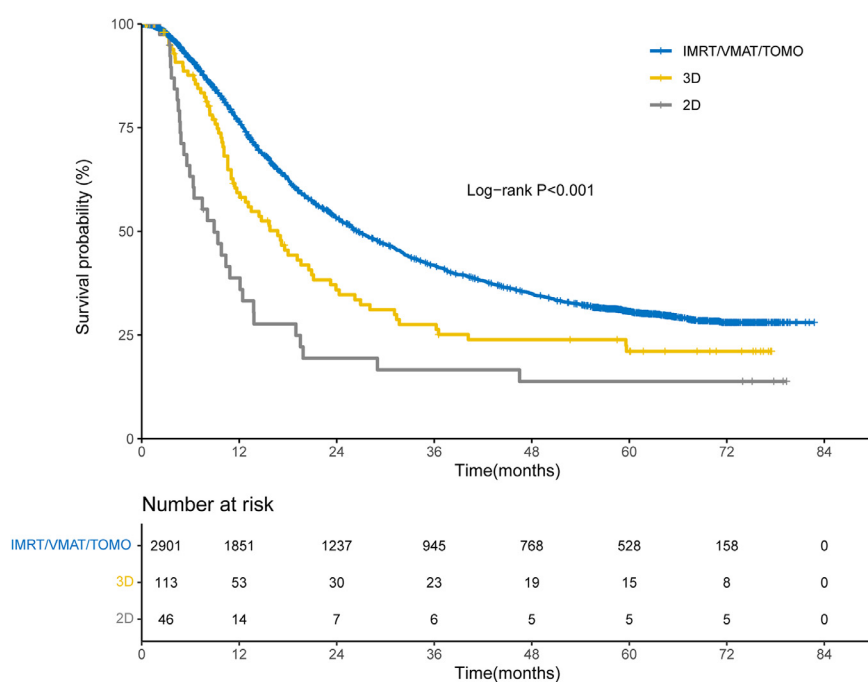 100
75
50
25
0
Survival probability (%)
IMRT/VMAT/TOMO
3D
2D
Log-rank P<0.001
0 12 24 36 48 60 72 84
Time(months)
Number at risk
IMRT/VMAT/TOMO 2901 1851 1237 945 768 528 158 0
3D 113 53 30 23 19 15 8 0
2D 46 14 7 6 5 5 5 0
0 12 24 36 48 60 72 84
Time(months)